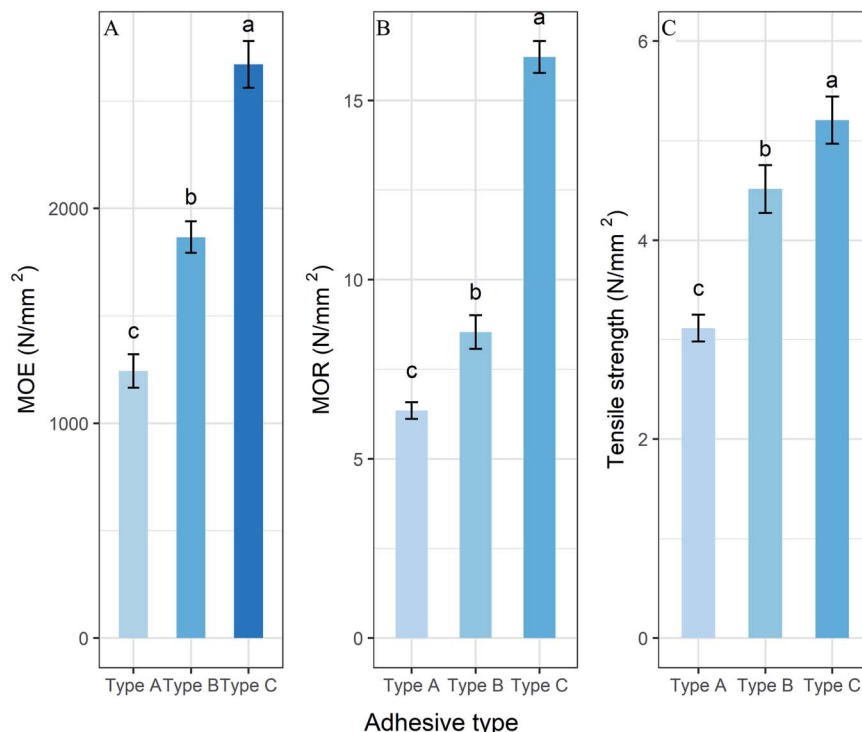 A
MOE (N/mm ²)
2000
1000
0
c
b
a
Type A Type B Type C
B
MOR (N/mm ²)
15
10
5
0
c
b
a
Type A Type B Type C
C
Tensile strength (N/mm ²)
6
4
2
0
c
b
a
Type A Type B Type C
Adhesive type